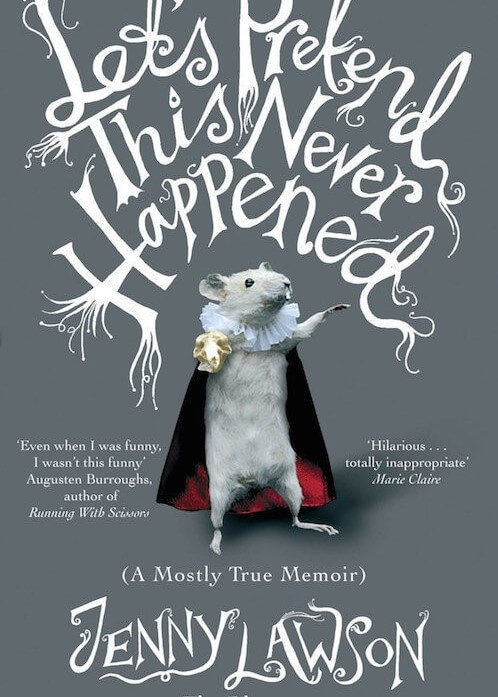 Let's Pretend
This Never
Happened
'Even when I was funny,
I wasn't this funny'
Augusten Burroughs,
author of
Running With Scissors
'Hilarious . . .
totally inappropriate'
Marie Claire
(A Mostly True Memoir)
JENNY LAWSON